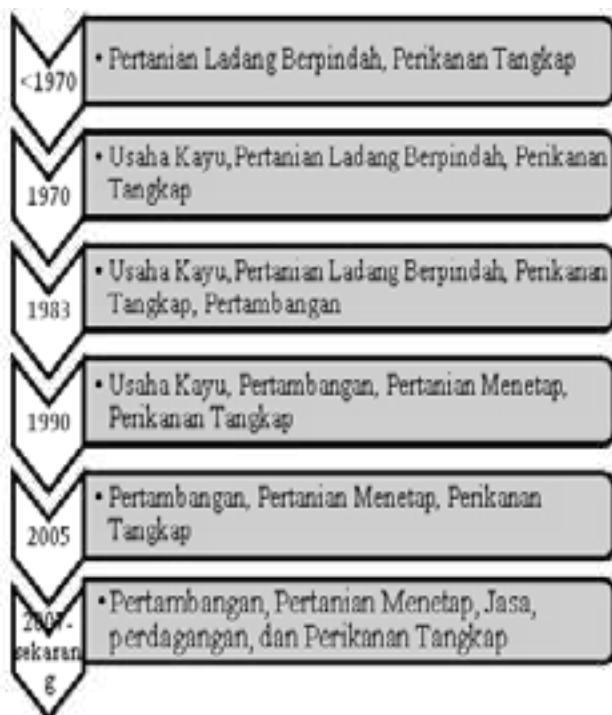 <1970
• Pertanian Ladang Berpindah, Perikanan Tangkap
1970
• Usaha Kayu, Pertanian Ladang Berpindah, Perikanan
Tangkap
1983
• Usaha Kayu, Pertanian Ladang Berpindah, Perikanan
Tangkap, Pertambangan
1990
• Usaha Kayu, Pertambangan, Pertanian Menetap,
Perikanan Tangkap
2005
• Pertambangan, Pertanian Menetap, Perikanan
Tangkap
2007-
sekaran
g
• Pertambangan, Pertanian Menetap, Jasa,
perdagangan, dan Perikanan Tangkap